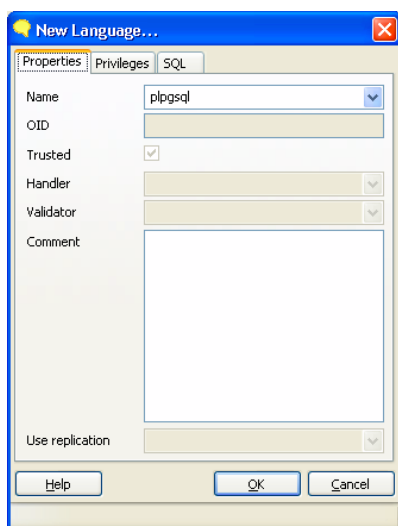 New Language...
Properties Privileges SQL
Name plpgsql
OID
Trusted
Handler
Validator
Comment
Use replication
Help OK Cancel